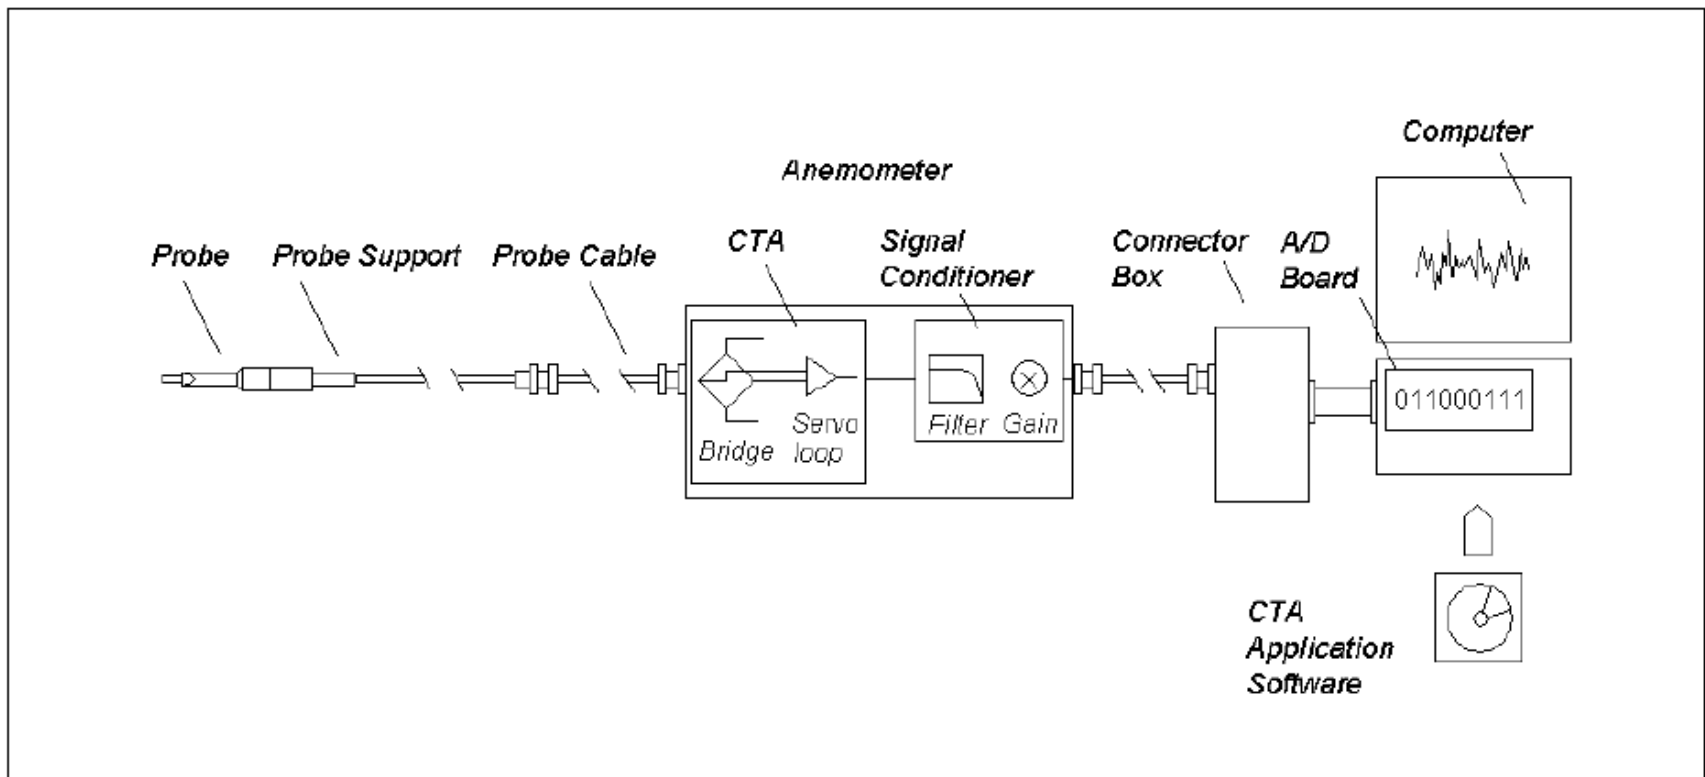 Computer
Anemometer
Probe
Probe Support
Probe Cable
CTA
Signal
Conditioner
Connector
Box
A/D
Board
Bridge
Servo
loop
Filter
Gain
011000111
CTA
Application
Software